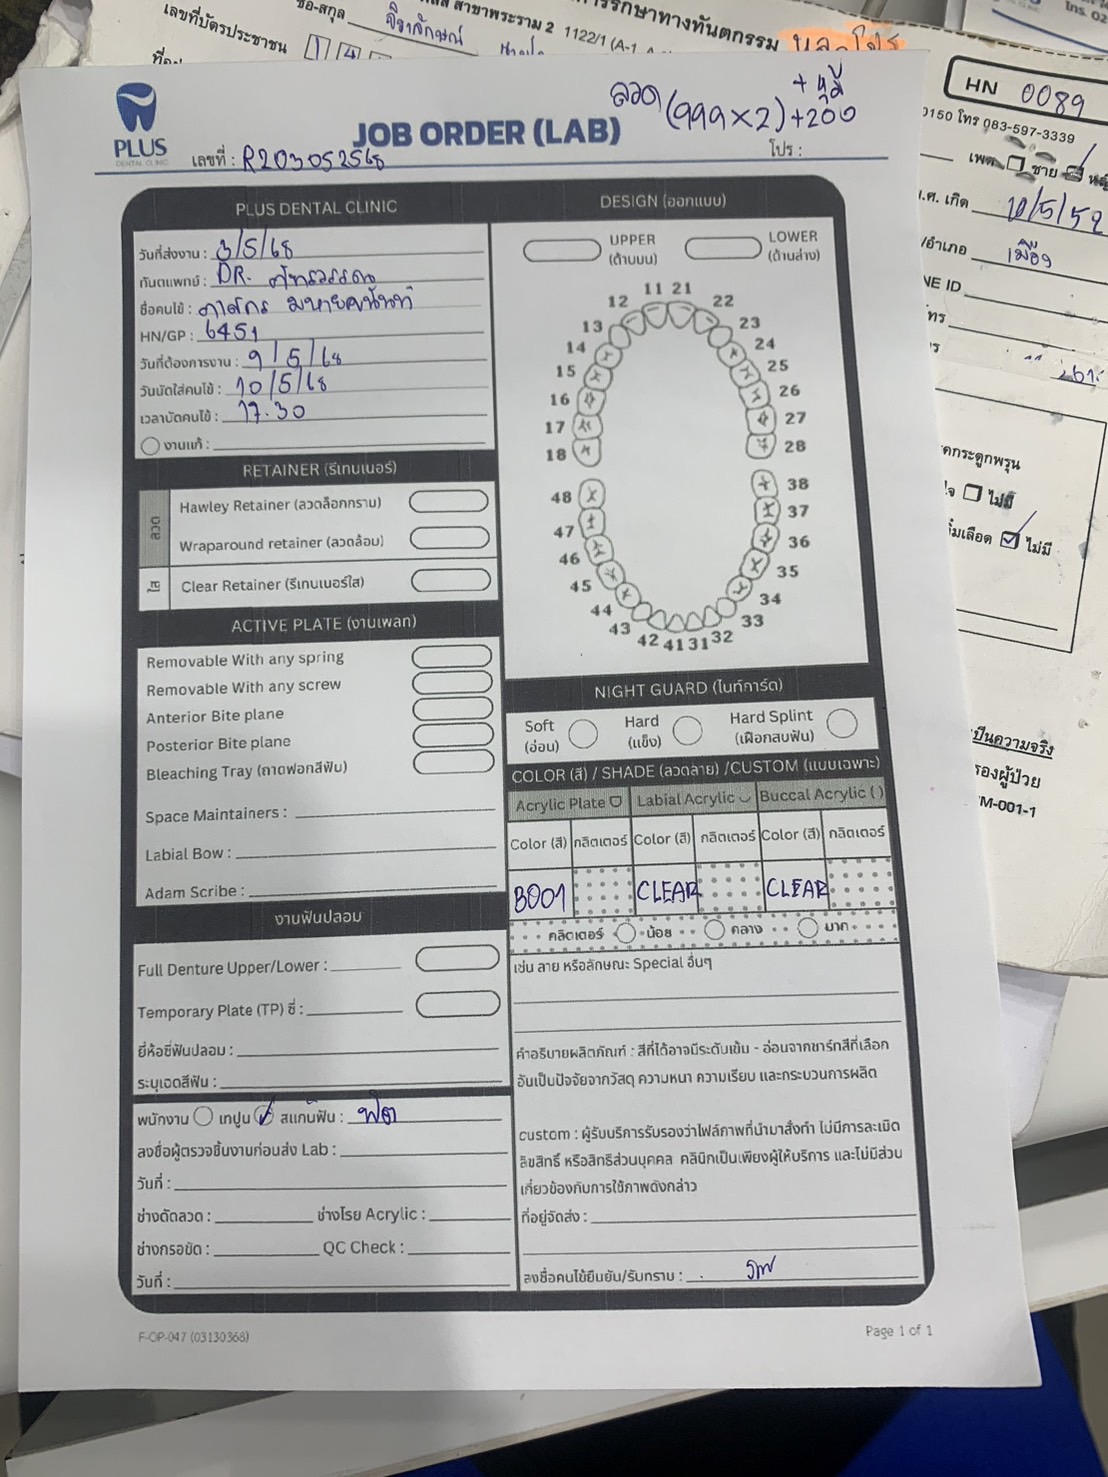 ชื่อ-สกุล
สาขาพระราม 2 1122/1 (A-1
การรักษาทางทันตกรรม
เลขที่บัตรประชาชน 1 4
HN 0089
0150 โทร 083-597-3339
เพศ ชาย
.ศ. เกิด 10/5/52
/อำเภอ เมือง
NE ID
261
ดกระดูกพรุน
ไม่มี
ไม่มี
เป็นความจริง
รองผู้ป่วย
M-001-1
PLUS
DENTAL CLINIC
ลวด (999×2)+200
JOB ORDER (LAB)
เลขที่ : R203052568
โปร :
PLUS DENTAL CLINIC
วันที่ส่งงาน : 3/5/68
ทันตแพทย์ : DR.
ชื่อคนไข้ :
HN/GP : 6451
วันที่ต้องการงาน : 9/5/68
วันนัดใส่คนไข้ : 10/5/68
เวลานัดคนไข้ : 17.30
งานแก้ :
RETAINER (รีเทนเนอร์)
ลวด
Hawley Retainer (ลวดล็อกกราม)
Wraparound retainer (ลวดล้อม)
ใส
Clear Retainer (รีเทนเนอร์ใส)
ACTIVE PLATE (งานเพลท)
Removable With any spring
Removable With any screw
Anterior Bite plane
Posterior Bite plane
Bleaching Tray (ถาดฟอกสีฟัน)
Space Maintainers :
Labial Bow :
Adam Scribe :
งานฟันปลอม
Full Denture Upper/Lower :
Temporary Plate (TP) ซี่ :
ยี่ห้อซี่ฟันปลอม :
ระบุเฉดสีฟัน :
พนักงาน เทปูน สแกนฟัน :
ลงชื่อผู้ตรวจชิ้นงานก่อนส่ง Lab :
วันที่ :
ช่างดัดลวด : ช่างโรย Acrylic :
ช่างกรอขัด : QC Check :
วันที่ :
DESIGN (ออกแบบ)
UPPER (ด้านบน) LOWER (ด้านล่าง)
11 21
12 22
13 23
14 24
15 25
16 26
17 27
18 28
48 38
47 37
46 36
45 35
44 34
43 33
42 41 31 32
NIGHT GUARD (ไนท์การ์ด)
Soft (อ่อน) Hard (แข็ง) Hard Splint (เฝือกสบฟัน)
COLOR (สี) / SHADE (ลวดลาย) /CUSTOM (แบบเฉพาะ)
Acrylic Plate Labial Acrylic Buccal Acrylic ( )
Color (สี) กลิตเตอร์ Color (สี) กลิตเตอร์ Color (สี) กลิตเตอร์
B001 CLEAR CLEAR
กลิตเตอร์ น้อย กลาง มาก
เช่น ลาย หรือลักษณะ Special อื่นๆ
คำอธิบายผลิตภัณฑ์ : สีที่ได้อาจมีระดับเข้ม - อ่อนจากชาร์ทสีที่เลือก
อันเป็นปัจจัยจากวัสดุ ความหนา ความเรียบ และกระบวนการผลิต
custom : ผู้รับบริการรับรองว่าไฟล์ภาพที่นำมาสั่งทำ ไม่มีการละเมิด
ลิขสิทธิ์ หรือสิทธิส่วนบุคคล คลินิกเป็นเพียงผู้ให้บริการ และไม่มีส่วน
เกี่ยวข้องกับการใช้ภาพดังกล่าว
ที่อยู่จัดส่ง :
ลงชื่อคนไข้ยืนยัน/รับทราบ :
F-OP-047 (03130368)
Page 1 of 1